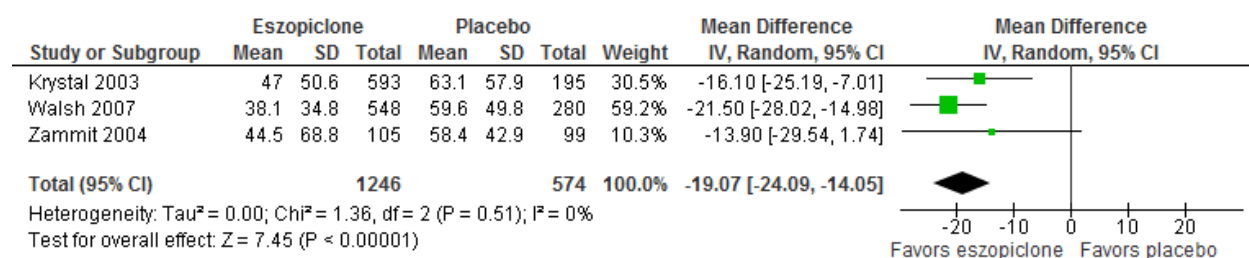 Eszopiclone Placebo Mean Difference Mean Difference
Study or Subgroup Mean SD Total Mean SD Total Weight IV, Random, 95% CI IV, Random, 95% CI
Krystal 2003 47 50.6 593 63.1 57.9 195 30.5% -16.10 [-25.19, -7.01]
Walsh 2007 38.1 34.8 548 59.6 49.8 280 59.2% -21.50 [-28.02, -14.98]
Zammit 2004 44.5 68.8 105 58.4 42.9 99 10.3% -13.90 [-29.54, 1.74]
Total (95% CI) 1246 574 100.0% -19.07 [-24.09, -14.05]
Heterogeneity: Tau² = 0.00; Chi² = 1.36, df = 2 (P = 0.51); I² = 0%
Test for overall effect: Z = 7.45 (P < 0.00001)
-20 -10 0 10 20
Favors eszopiclone Favors placebo